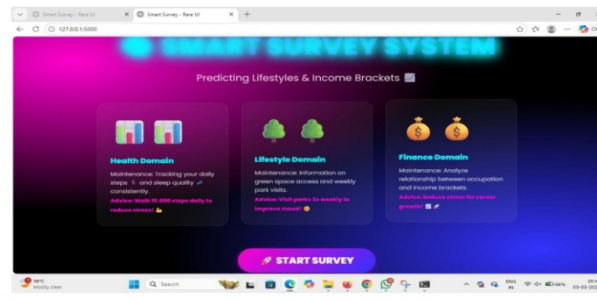 Smart Survey - Rare UI
Smart Survey - Rare UI
127.0.0.1:5000
SMART SURVEY SYSTEM
Predicting Lifestyles & Income Brackets
Health Domain
Maintenance: Tracking your daily
steps and sleep quality
consistently.
Advice: Walk 10,000 steps daily to
reduce stress!
Lifestyle Domain
Maintenance: Information on
green space access and weekly
park visits.
Advice: Visit parks 3x weekly to
improve mood!
Finance Domain
Maintenance: Analyze
relationship between occupation
and income brackets.
Advice: Reduce stress for career
growth!
START SURVEY
Mostly clear
Search
ENG
IN